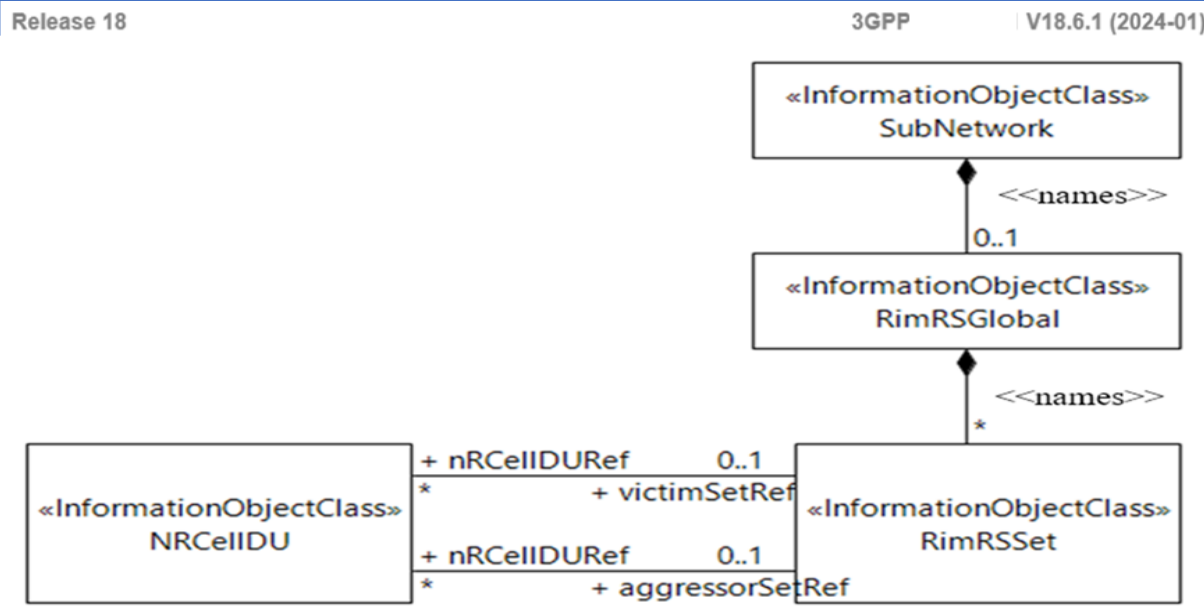 Release 18 3GPP V18.6.1 (2024-01)
«InformationObjectClass»
SubNetwork
<<names>>
0..1
«InformationObjectClass»
RimRSGlobal
<<names>>
*
+ nRCellDURef 0..1
* + victimSetRef
«InformationObjectClass»
NRCellDU
«InformationObjectClass»
RimRSSet
+ nRCellDURef 0..1
* + aggressorSetRef